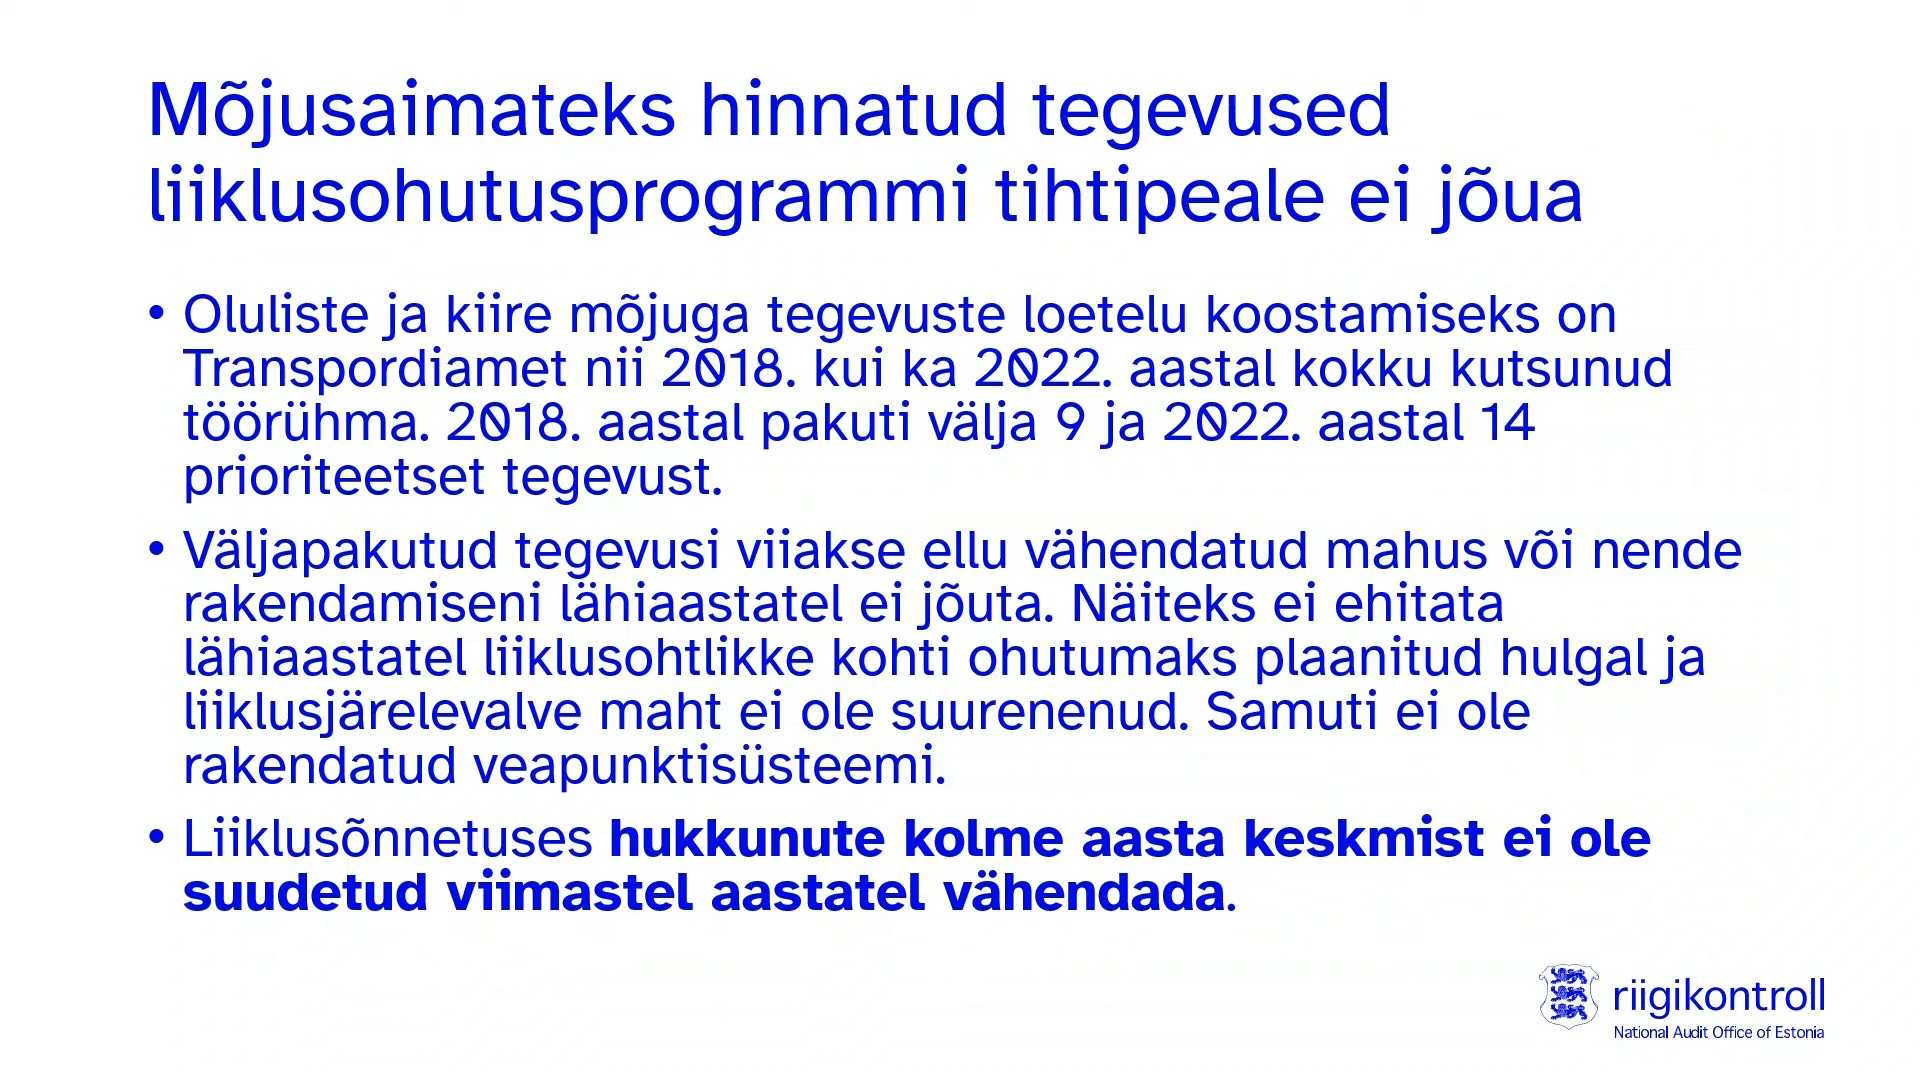 Mõjusaimateks hinnatud tegevused
liiklusohutusprogrammi tihtipeale ei jõua
• Oluliste ja kiire mõjuga tegevuste loetelu koostamiseks on
Transpordiamet nii 2018. kui ka 2022. aastal kokku kutsunud
töörühma. 2018. aastal pakuti välja 9 ja 2022. aastal 14
prioriteetset tegevust.
• Väljapakutud tegevusi viiakse ellu vähendatud mahus või nende
rakendamiseni lähiaastatel ei jõuta. Näiteks ei ehitata
lähiaastatel liiklusohtlikke kohti ohutumaks plaanitud hulgal ja
liiklusjärelevalve maht ei ole suurenenud. Samuti ei ole
rakendatud veapunktisüsteemi.
• Liiklusõnnetuses hukkunute kolme aasta keskmist ei ole
suudetud viimastel aastatel vähendada.
riigikontroll
National Audit Office of Estonia